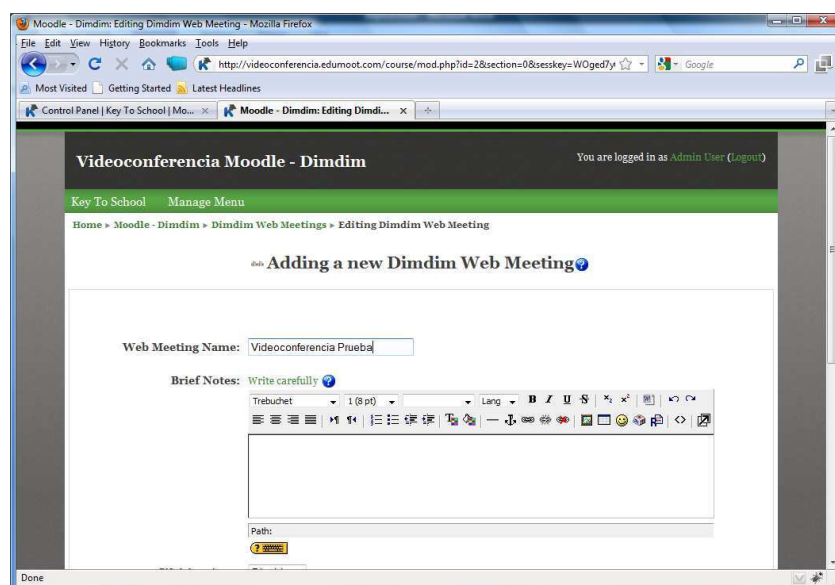 Moodle - Dimdim: Editing Dimdim Web Meeting - Mozilla Firefox
File Edit View History Bookmarks Tools Help
http://videoconferencia.edumoot.com/course/mod.php?id=2&section=0&sesskey=WOged7y
Google
Most Visited Getting Started Latest Headlines
Control Panel | Key To School | Mo... Moodle - Dimdim: Editing Dimdi...
Videoconferencia Moodle - Dimdim
You are logged in as Admin User (Logout)
Key To School Manage Menu
Home » Moodle - Dimdim » Dimdim Web Meetings » Editing Dimdim Web Meeting
Adding a new Dimdim Web Meeting
Web Meeting Name: Videoconferencia Prueba
Brief Notes: Write carefully
Trebuchet 1 (8 pt) Lang B I U S
Path:
Done